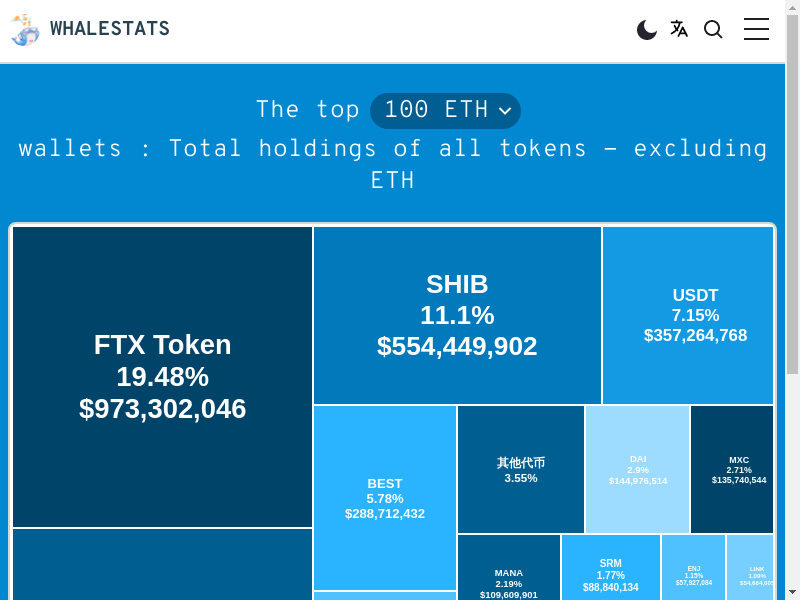 WHALESTATS
The top 100 ETH
wallets : Total holdings of all tokens – excluding
ETH
FTX Token
19.48%
$973,302,046
SHIB
11.1%
$554,449,902
USDT
7.15%
$357,264,768
BEST
5.78%
$288,712,432
其他代币
3.55%
DAI
2.9%
$144,976,514
MXC
2.71%
$135,740,544
MANA
2.19%
$109,609,901
SRM
1.77%
$88,840,134
ENJ
1.15%
$57,927,084
LINK
1.09%